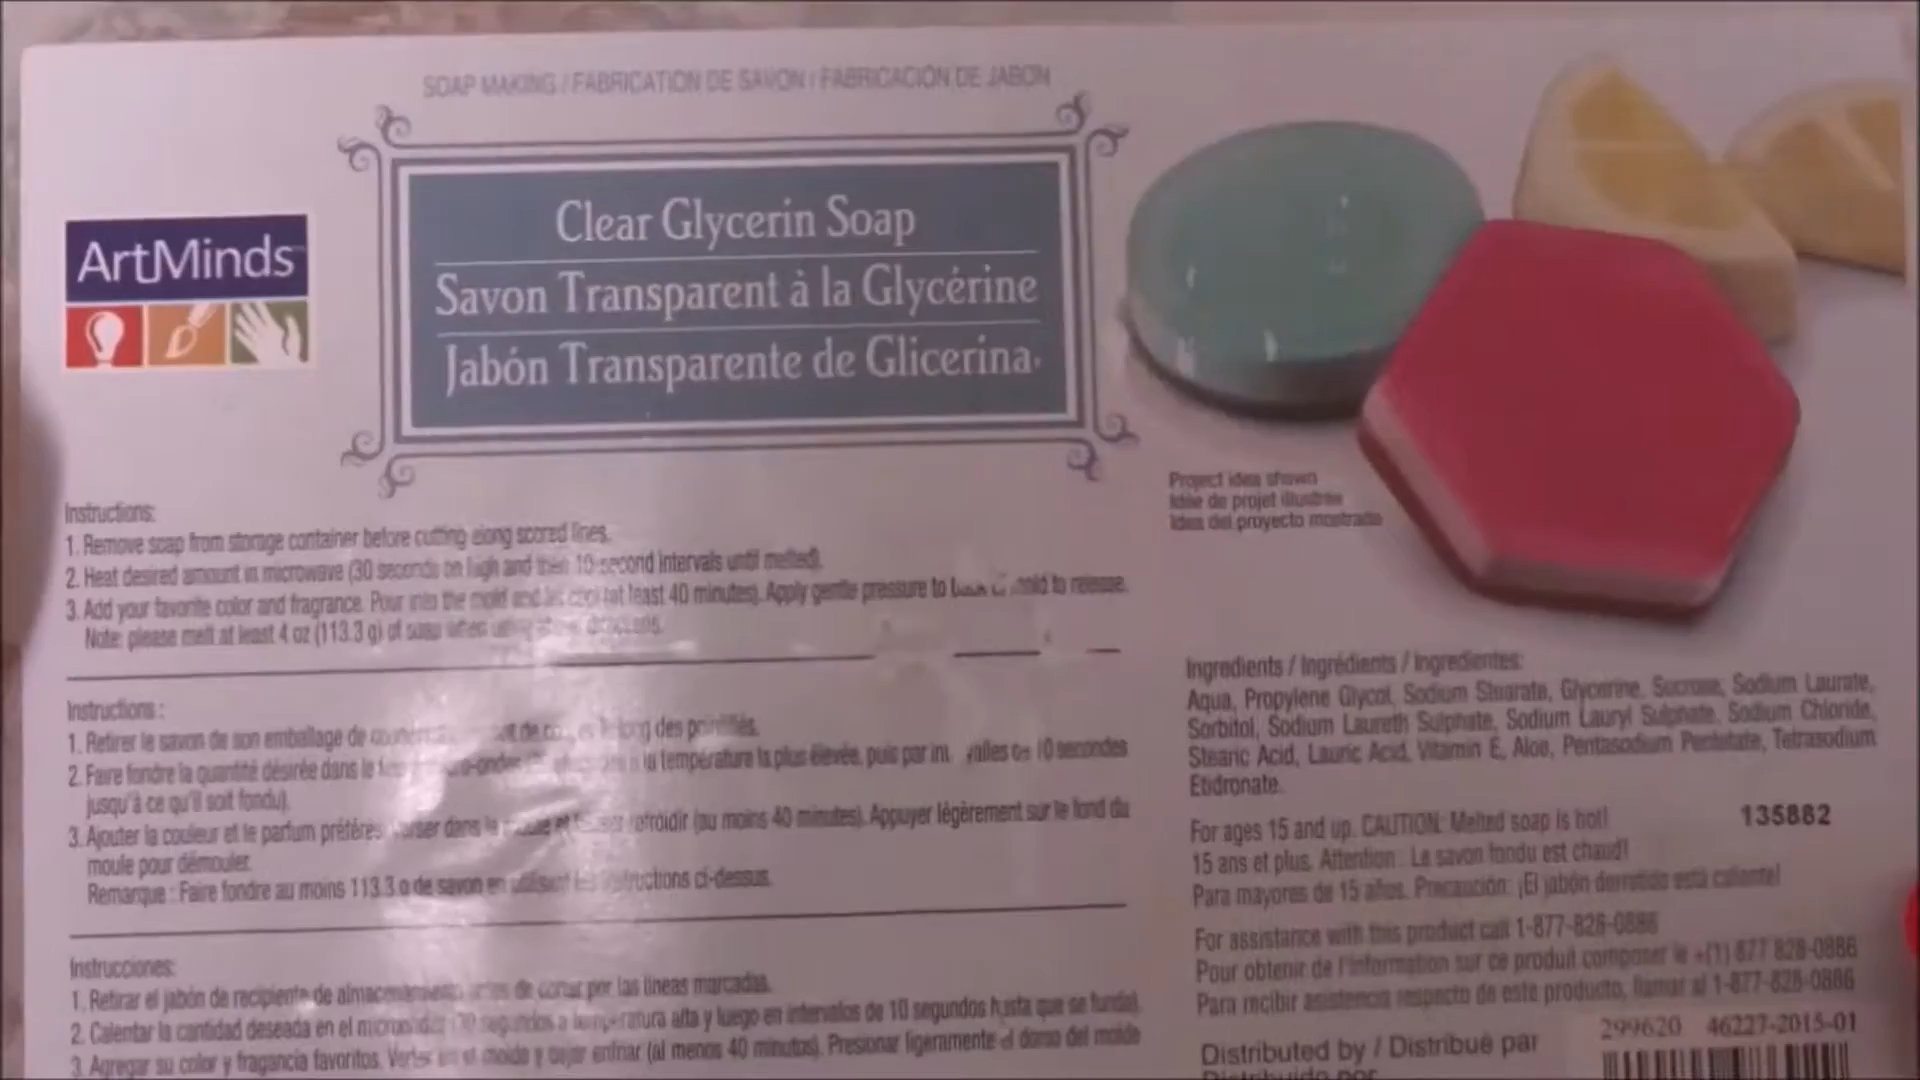 SOAP MAKING / FABRICATION DE SAVON / FABRICACIÓN DE JABÓN
ArtMinds
Clear Glycerin Soap
Savon Transparent à la Glycérine
Jabón Transparente de Glicerina
Project idea shown
Idée de projet illustrée
Idea del proyecto mostrada
Instructions:
1. Remove soap from storage container before cutting along scored lines.
2. Heat desired amount in microwave (30 seconds on high and then 10-second intervals until melted).
3. Add your favorite color and fragrance. Pour into the mold and let cool (at least 40 minutes). Apply gentle pressure to back of mold to release.
Note: please melt at least 4 oz (113.3 g) of soap when
Instructions :
1. Retirer le savon de son emballage de des pointillés.
2. Faire fondre la quantité désirée dans le à la température la plus élevée, puis par 10 secondes
jusqu'à ce qu'il soit fondu).
3. Ajouter la couleur et le parfum préférés. dans le moule et laisser refroidir (au moins 40 minutes). Appuyer légèrement sur le fond du
moule pour démouler.
Remarque : Faire fondre au moins 113.3 g de savon en utilisant les instructions ci-dessus.
Instrucciones:
1. Retirar el jabón de recipiente de almacenamiento antes de cortar por las líneas marcadas.
2. Calentar la cantidad deseada en el microondas (30 segundos a temperatura alta y luego en intervalos de 10 segundos hasta que se funda).
3. Agregar su color y fragancia favoritos. Verter en el molde y dejar enfriar (al menos 40 minutos). Presionar ligeramente el dorso del molde
Ingredients / Ingrédients / Ingredientes:
Aqua, Propylene Glycol, Sodium Stearate, Glycerine, Sucrose, Sodium Laurate,
Sorbitol, Sodium Laureth Sulphate, Sodium Lauryl Sulphate, Sodium Chloride,
Stearic Acid, Lauric Acid, Vitamin E, Aloe, Pentasodium Pentetate, Tetrasodium
Etidronate.
For ages 15 and up. CAUTION: Melted soap is hot!
135882
15 ans et plus. Attention : Le savon fondu est chaud!
Para mayores de 15 años. Precaución: ¡El jabón derretido está caliente!
For assistance with this product call 1-877-828-0886
Pour obtenir de l'information sur ce produit composer le +(1) 877 828-0886
Para recibir asistencia respecto de este producto, llamar al 1-877-828-0886
299620 46227-2015-01
Distributed by / Distribué par
Distribuido por